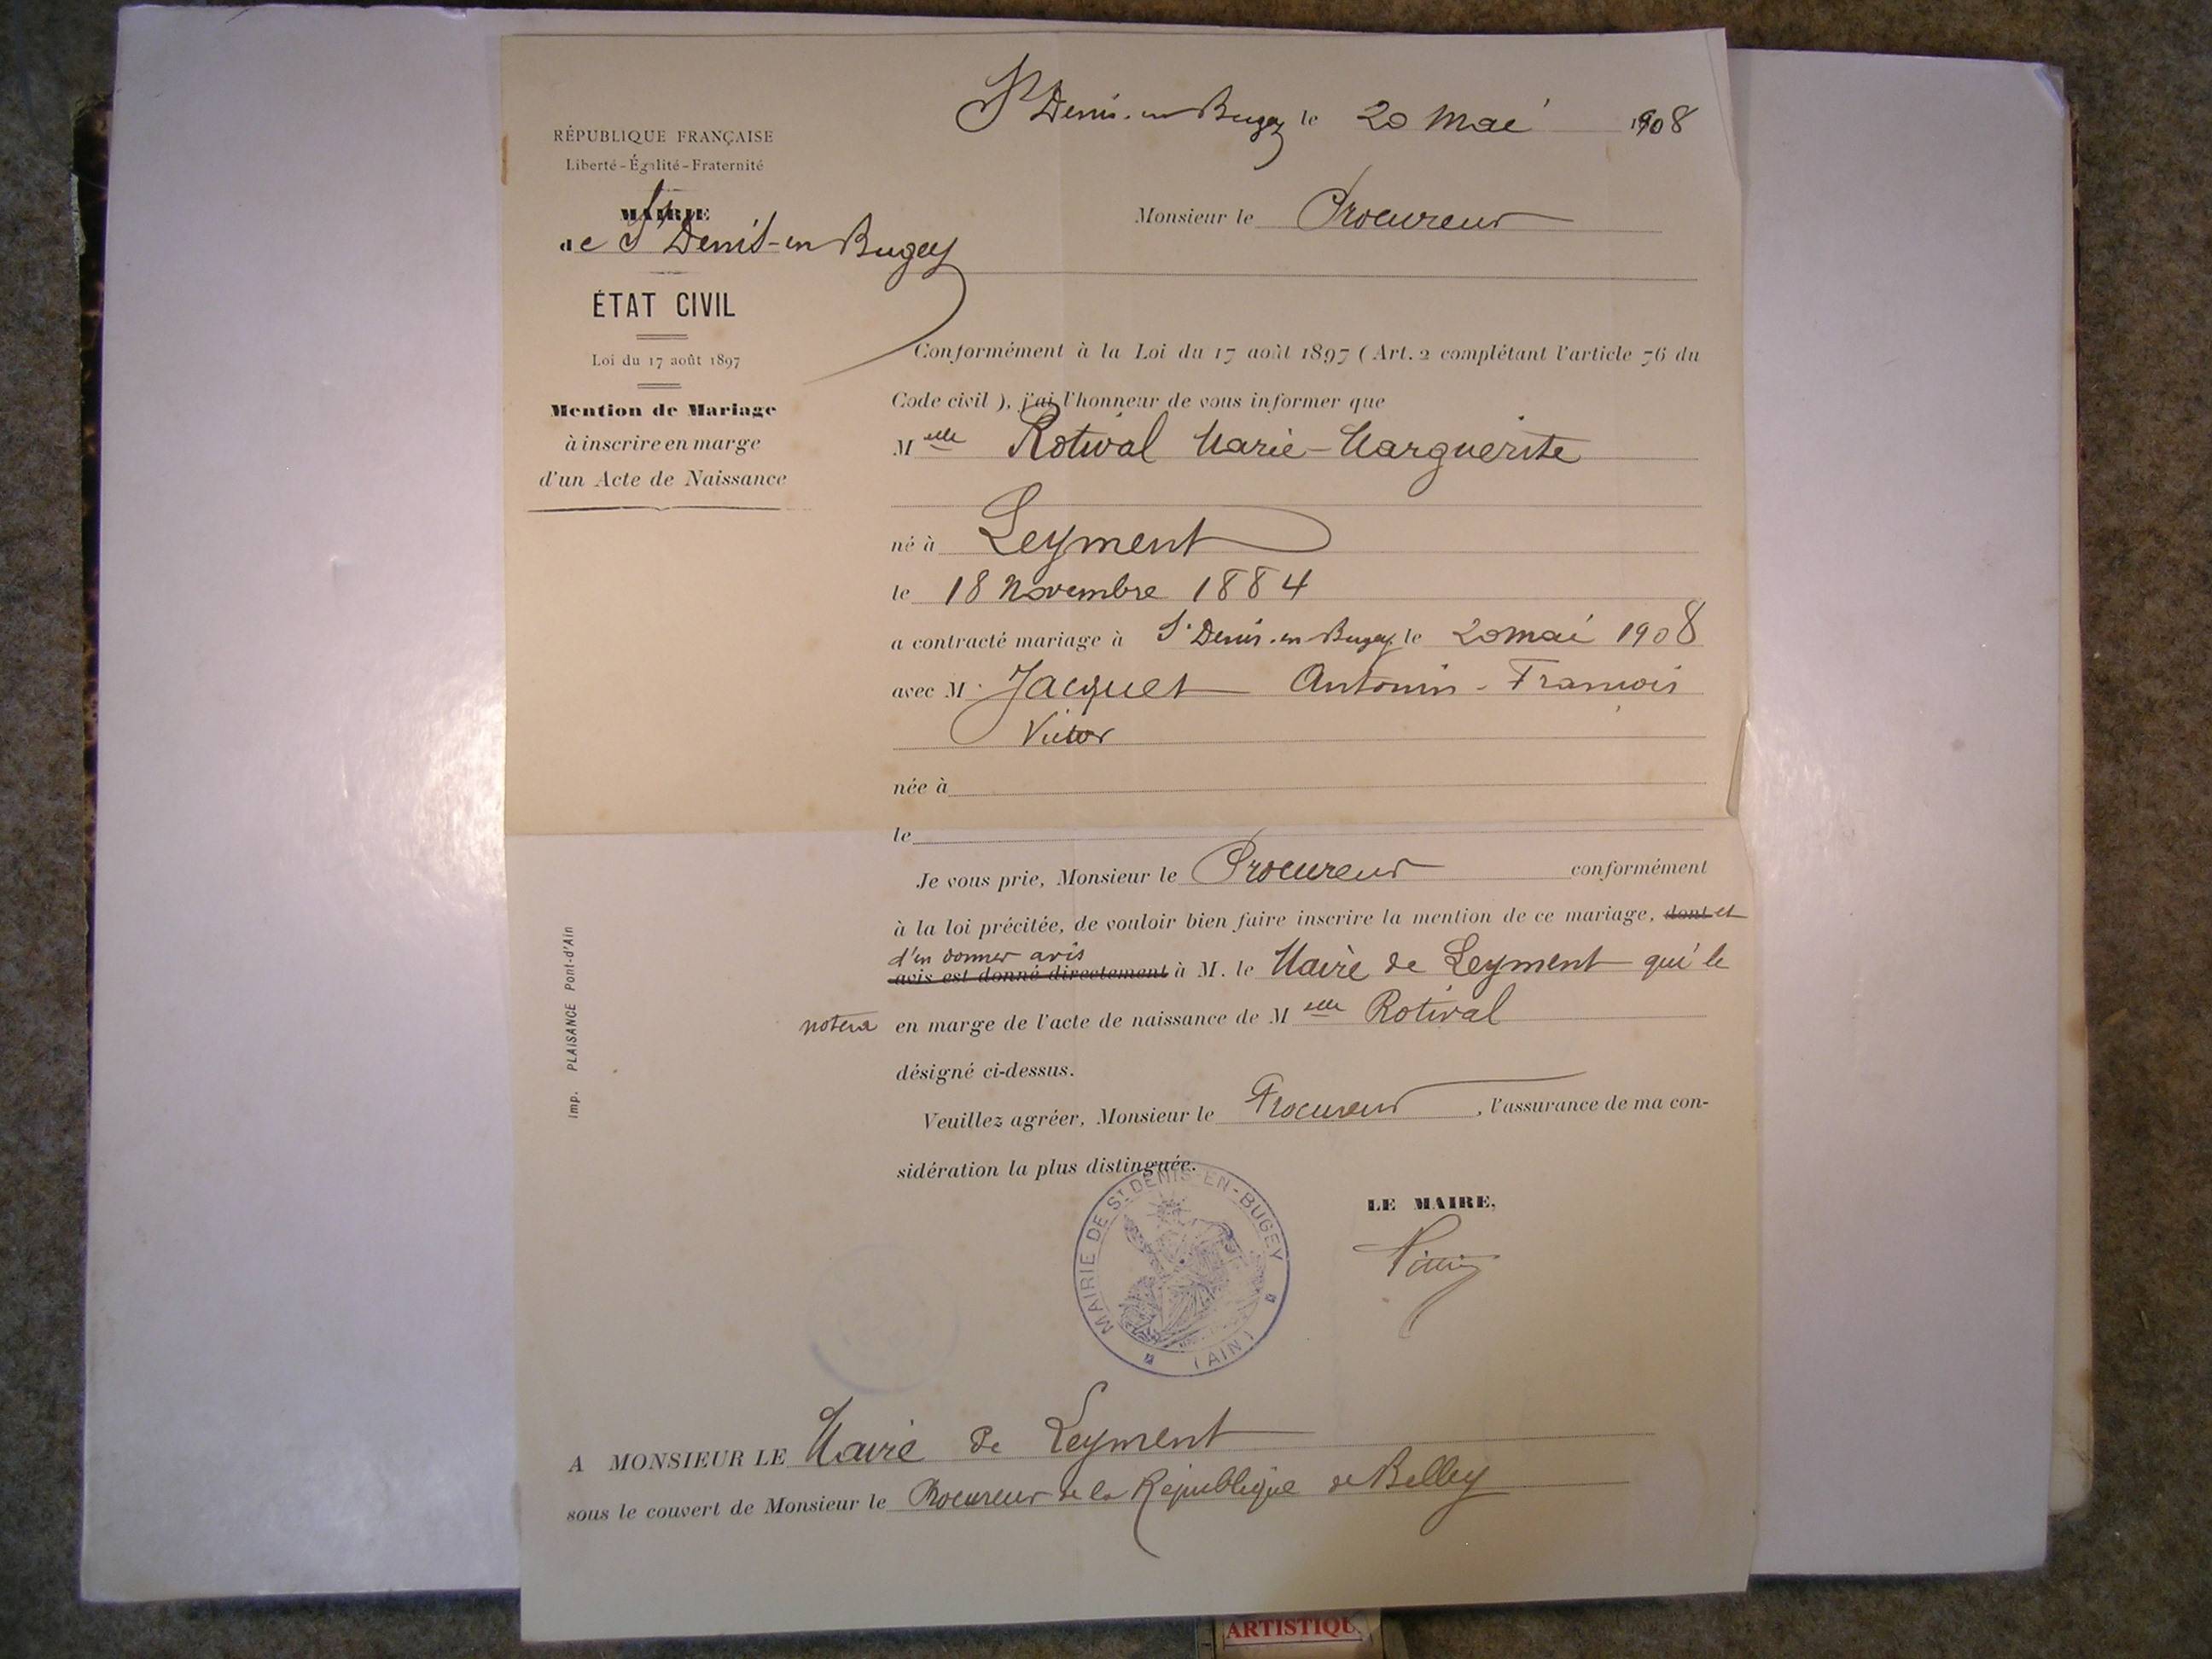 St Denis-en-Bugey le 20 Mai 1908
RÉPUBLIQUE FRANÇAISE
Liberté-Égalité-Fraternité
MAIRIE
de St Denis-en-Bugey
Monsieur le Procureur
ÉTAT CIVIL
Loi du 17 août 1897
Mention de Mariage
à inscrire en marge
d'un Acte de Naissance
Conformément à la Loi du 17 août 1897 (Art. 2 complétant l'article 76 du
Code civil), j'ai l'honneur de vous informer que
Melle Rotival Marie-Marguerite
né à Leyment
le 18 Novembre 1884
a contracté mariage à St Denis-en-Bugey le 20 mai 1908
avec M. Jacquet Antonin-François
Victor
née à
le
Je vous prie, Monsieur le Procureur conformément
à la loi précitée, de vouloir bien faire inscrire la mention de ce mariage, dont et
d'en donner avis
avis est donné directement à M. le Maire de Leyment qui le
notera en marge de l'acte de naissance de Melle Rotival
désigné ci-dessus.
Veuillez agréer, Monsieur le Procureur, l'assurance de ma con-
sidération la plus distinguée.
LE MAIRE,
MAIRIE DE ST DENIS-EN-BUGEY
(AIN)
A MONSIEUR LE Maire de Leyment
sous le couvert de Monsieur le Procureur de la République de Belley
Imp. PLAISANCE Pont-d'Ain
ARTISTIQU